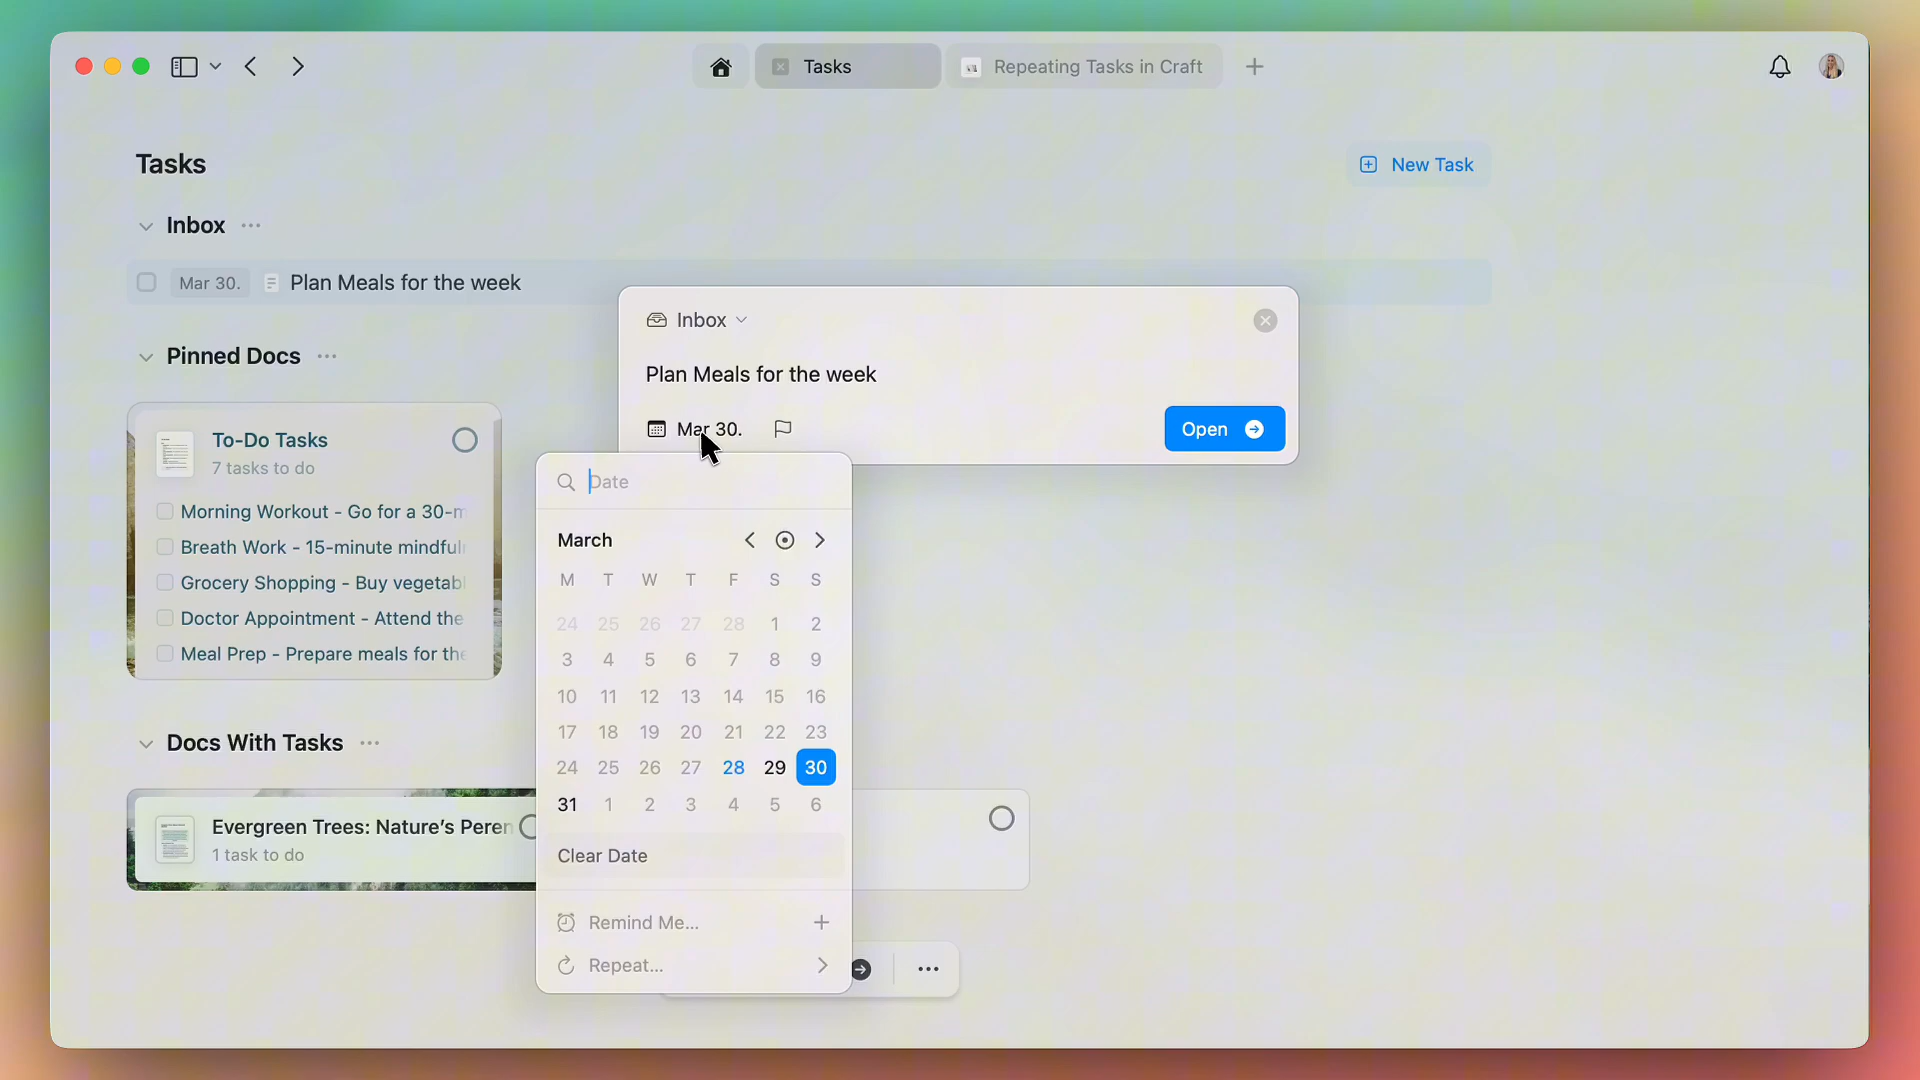 Tasks
Repeating Tasks in Craft
Tasks
New Task
Inbox
Mar 30.
Plan Meals for the week
Inbox
Plan Meals for the week
Mar 30.
Open
Pinned Docs
To-Do Tasks
7 tasks to do
Morning Workout - Go for a 30-m
Breath Work - 15-minute mindful
Grocery Shopping - Buy vegetab
Doctor Appointment - Attend the
Meal Prep - Prepare meals for the
Date
March
M T W T F S S
24 25 26 27 28 1 2
3 4 5 6 7 8 9
10 11 12 13 14 15 16
17 18 19 20 21 22 23
24 25 26 27 28 29 30
31 1 2 3 4 5 6
Clear Date
Remind Me...
Repeat...
Docs With Tasks
Evergreen Trees: Nature's Peren
1 task to do